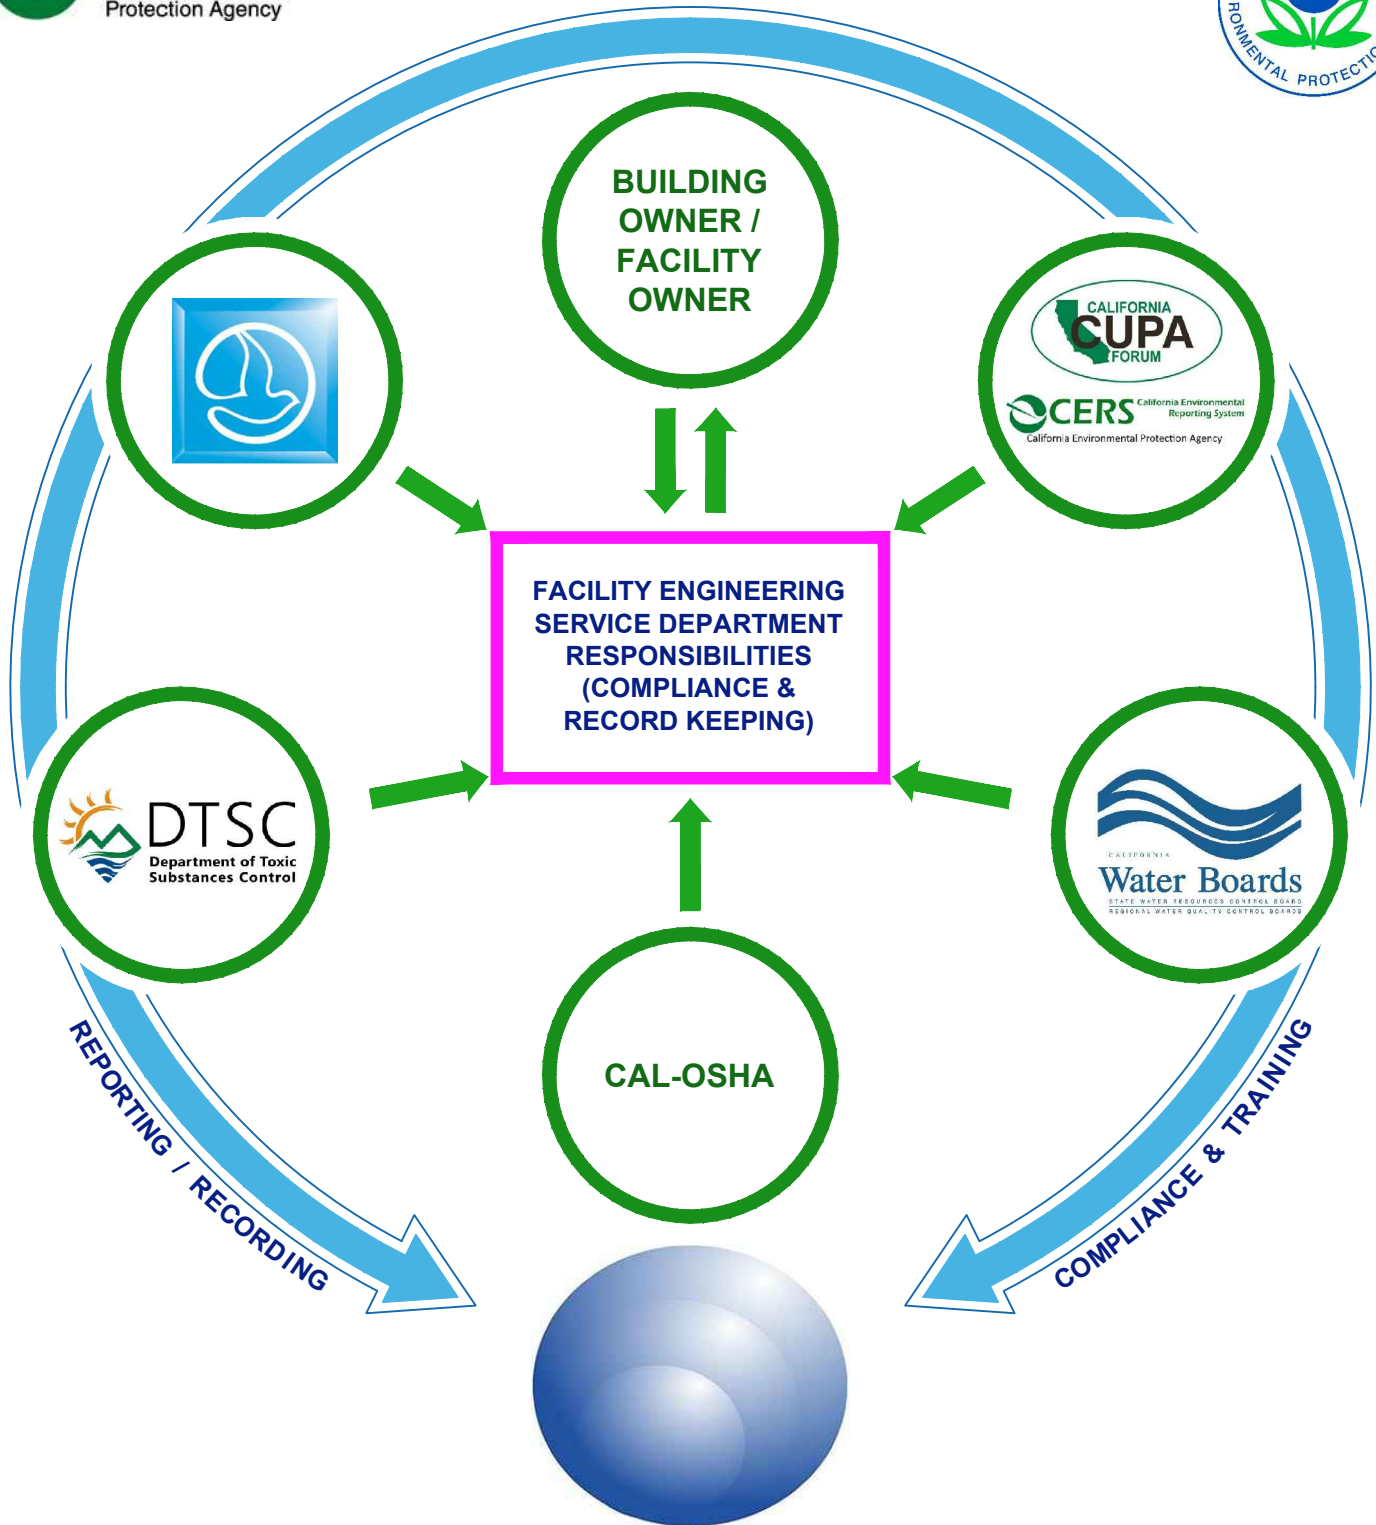 Protection Agency
RONMENTAL PROTECTIO
BUILDING
OWNER /
FACILITY
OWNER
CALIFORNIA
CUPA
FORUM
CERS California Environmental
Reporting System
California Environmental Protection Agency
FACILITY ENGINEERING
SERVICE DEPARTMENT
RESPONSIBILITIES
(COMPLIANCE &
RECORD KEEPING)
DTSC
Department of Toxic
Substances Control
CALIFORNIA
Water Boards
STATE WATER RESOURCES CONTROL BOARD
REGIONAL WATER QUALITY CONTROL BOARDS
CAL-OSHA
REPORTING / RECORDING
COMPLIANCE & TRAINING